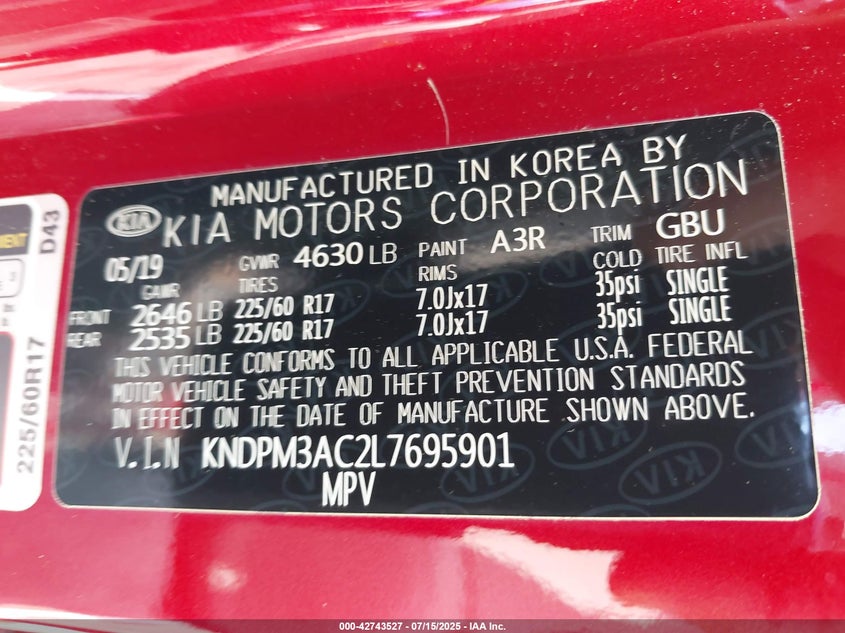 MANUFACTURED IN KOREA BY
KIA KIA MOTORS CORPORATION
05/19 GVWR 4630 LB PAINT A3R TRIM GBU
GAWR TIRES RIMS COLD TIRE INFL
FRONT 2646 LB 225/60 R17 7.0Jx17 35psi SINGLE
REAR 2535 LB 225/60 R17 7.0Jx17 35psi SINGLE
THIS VEHICLE CONFORMS TO ALL APPLICABLE U.S.A. FEDERAL
MOTOR VEHICLE SAFETY AND THEFT PREVENTION STANDARDS
IN EFFECT ON THE DATE OF MANUFACTURE SHOWN ABOVE.
V.I.N KNDPM3AC2L7695901
MPV
D43
225/60R17
000-42743527 - 07/15/2025 - IAA Inc.